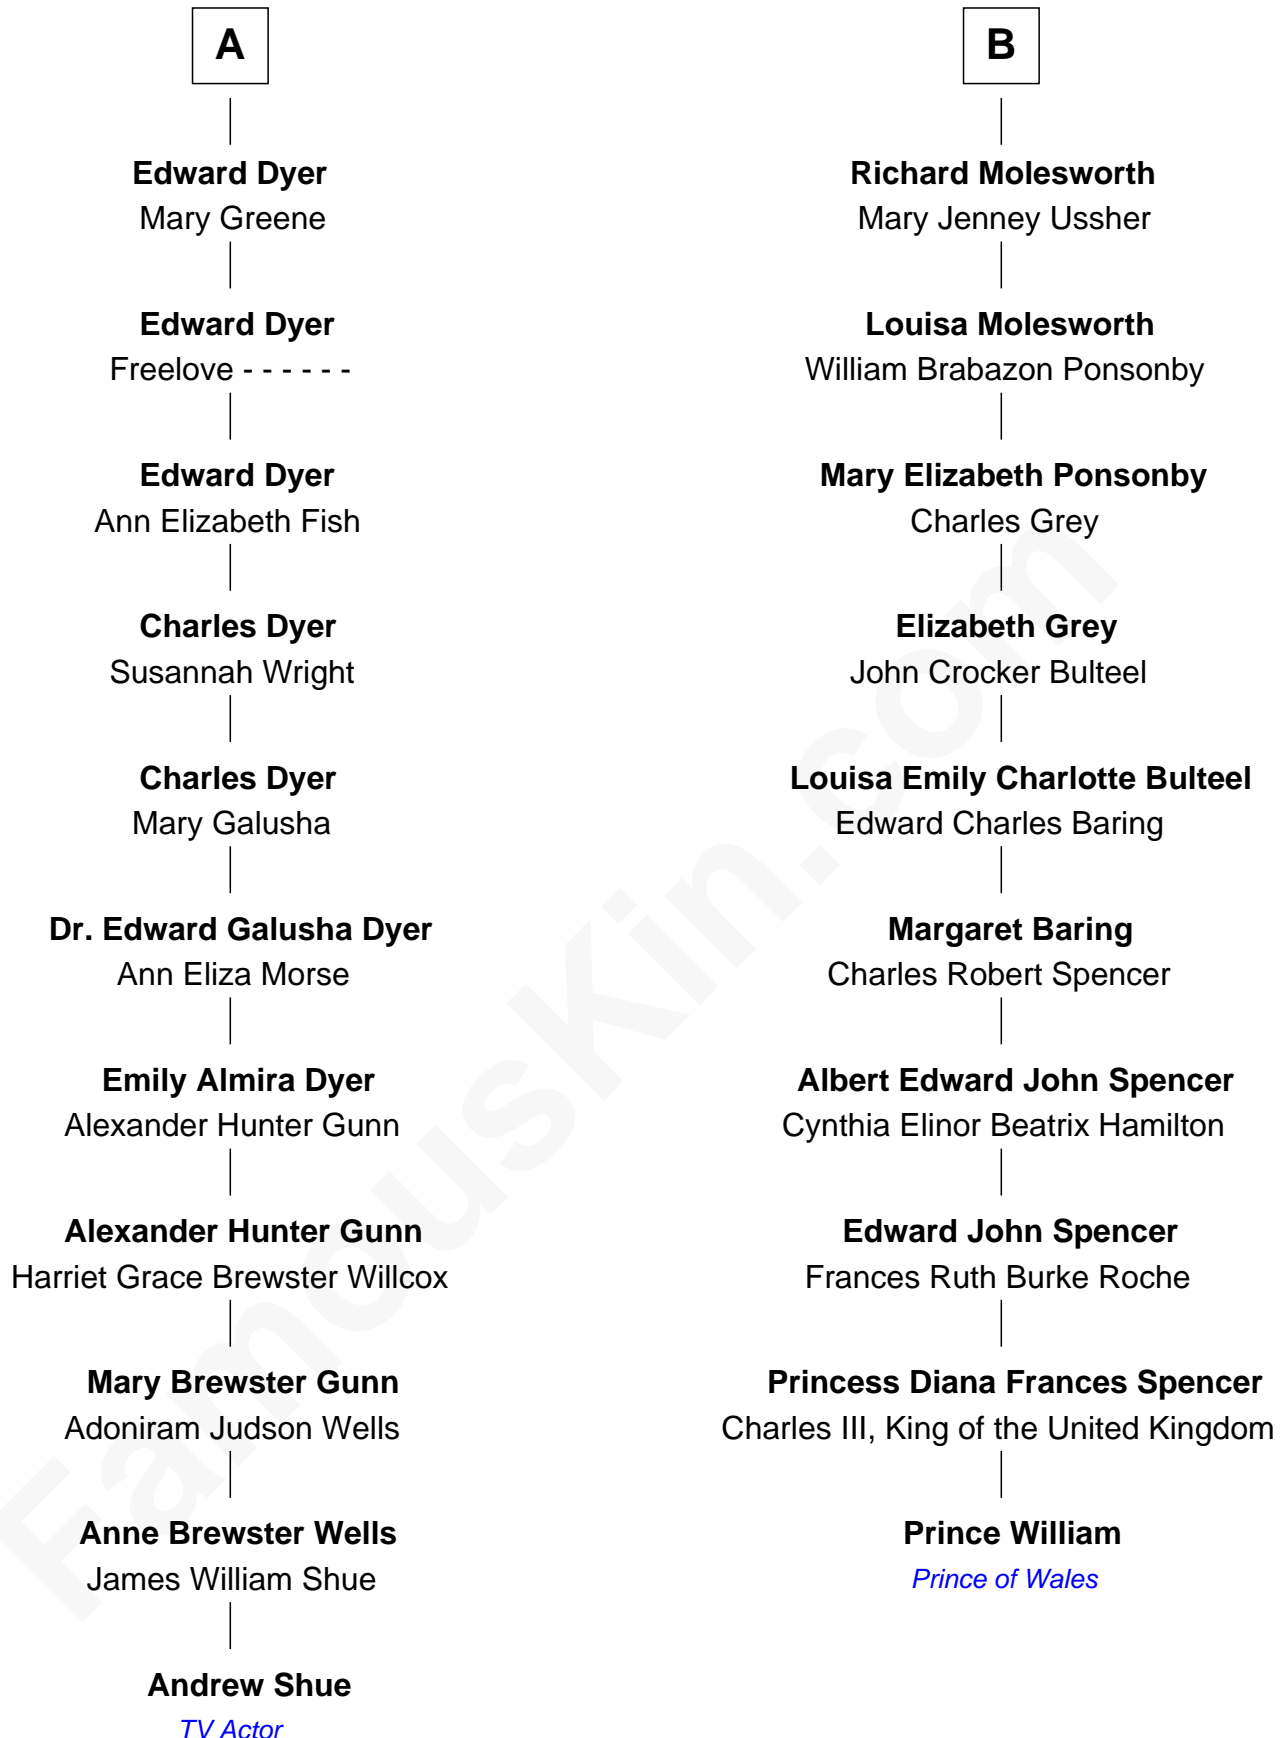 A
Edward Dyer
Mary Greene
Edward Dyer
Freelove - - - - - -
Edward Dyer
Ann Elizabeth Fish
Charles Dyer
Susannah Wright
Charles Dyer
Mary Galusha
Dr. Edward Galusha Dyer
Ann Eliza Morse
Emily Almira Dyer
Alexander Hunter Gunn
Alexander Hunter Gunn
Harriet Grace Brewster Willcox
Mary Brewster Gunn
Adoniram Judson Wells
Anne Brewster Wells
James William Shue
Andrew Shue
TV Actor
B
Richard Molesworth
Mary Jenney Ussher
Louisa Molesworth
William Brabazon Ponsonby
Mary Elizabeth Ponsonby
Charles Grey
Elizabeth Grey
John Crocker Bulteel
Louisa Emily Charlotte Bulteel
Edward Charles Baring
Margaret Baring
Charles Robert Spencer
Albert Edward John Spencer
Cynthia Elinor Beatrix Hamilton
Edward John Spencer
Frances Ruth Burke Roche
Princess Diana Frances Spencer
Charles III, King of the United Kingdom
Prince William
Prince of Wales
FamousKin.com